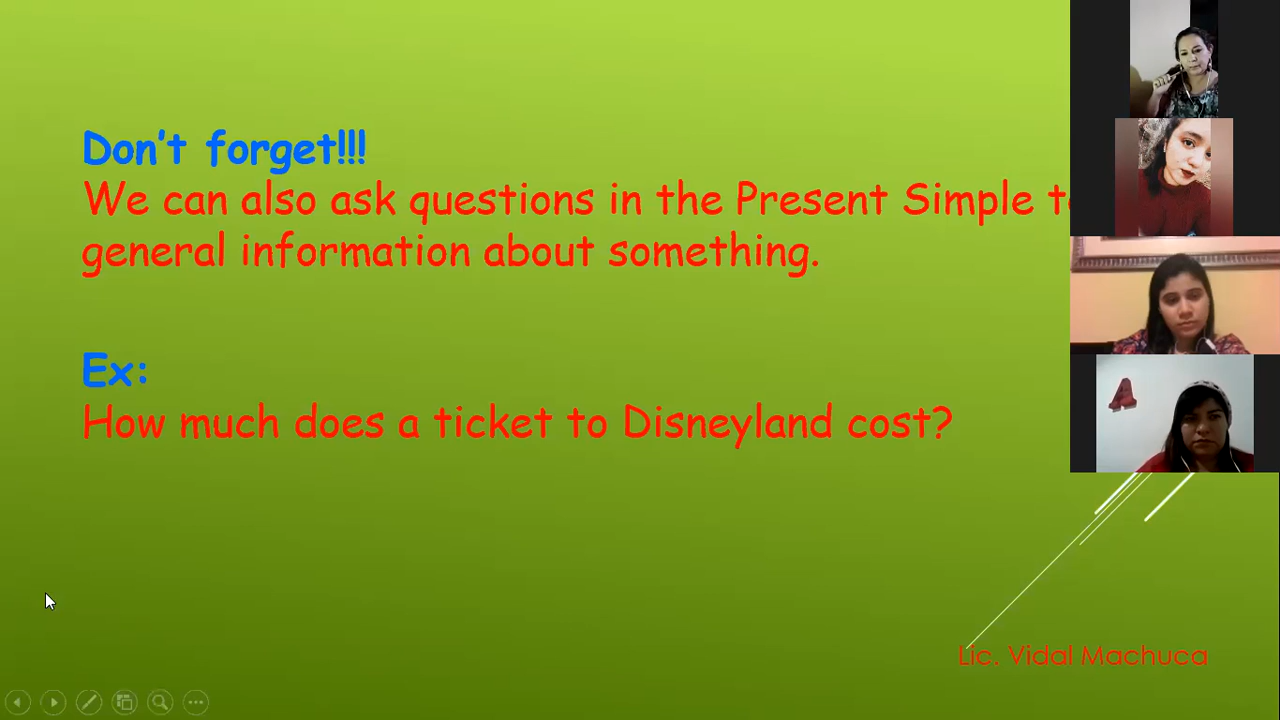 Don't forget!!!
We can also ask questions in the Present Simple
general information about something.
Ex:
How much does a ticket to Disneyland cost?
A
Lic. Vidal Machuca